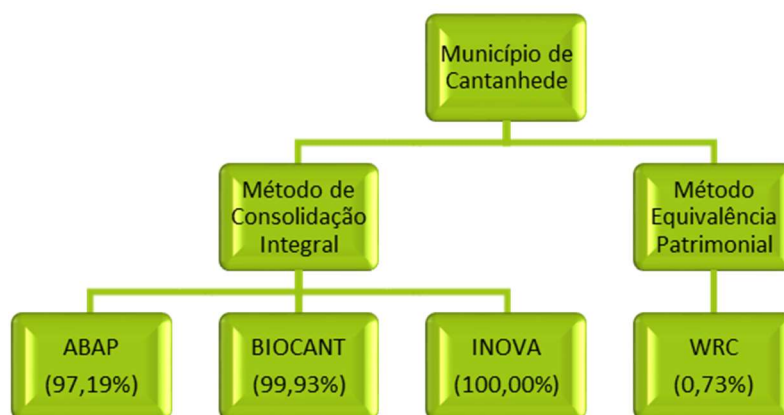 Município de
Cantanhede
Método de
Consolidação
Integral
Método
Equivalência
Patrimonial
ABAP
(97,19%)
BIOCANT
(99,93%)
INOVA
(100,00%)
WRC
(0,73%)